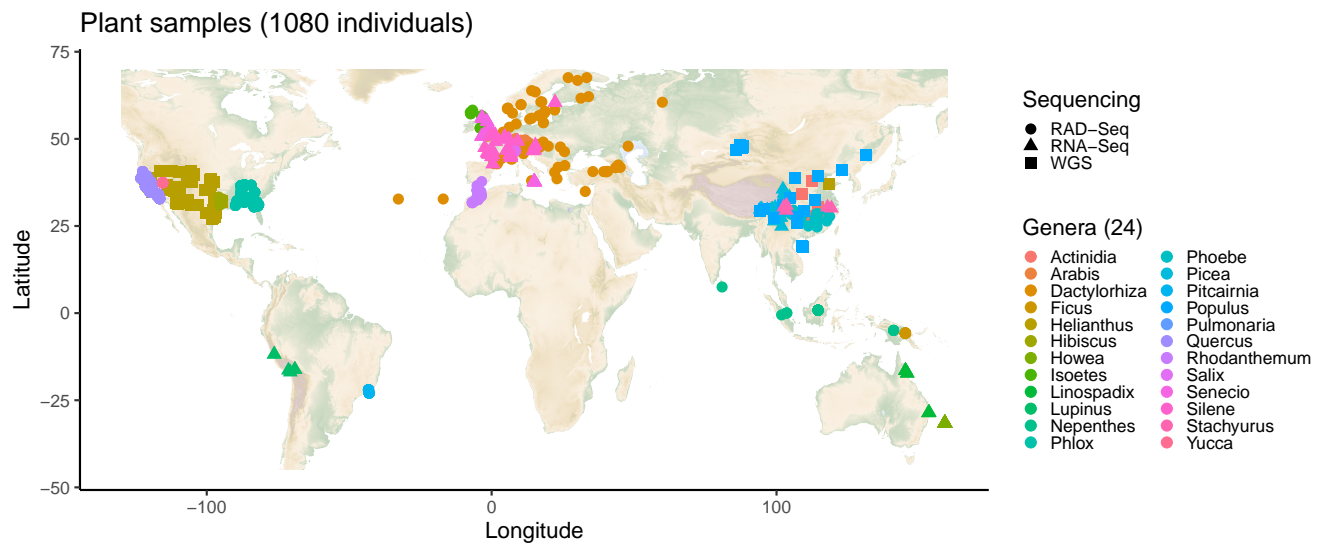 Plant samples (1080 individuals)
75
50
25
0
−25
−50
Latitude
−100
0
100
Longitude
Sequencing
RAD−Seq
RNA−Seq
WGS
Genera (24)
Actinidia
Arabis
Dactylorhiza
Ficus
Helianthus
Hibiscus
Howea
Isoetes
Linospadix
Lupinus
Nepenthes
Phlox
Phoebe
Picea
Pitcairnia
Populus
Pulmonaria
Quercus
Rhodanthemum
Salix
Senecio
Silene
Stachyurus
Yucca